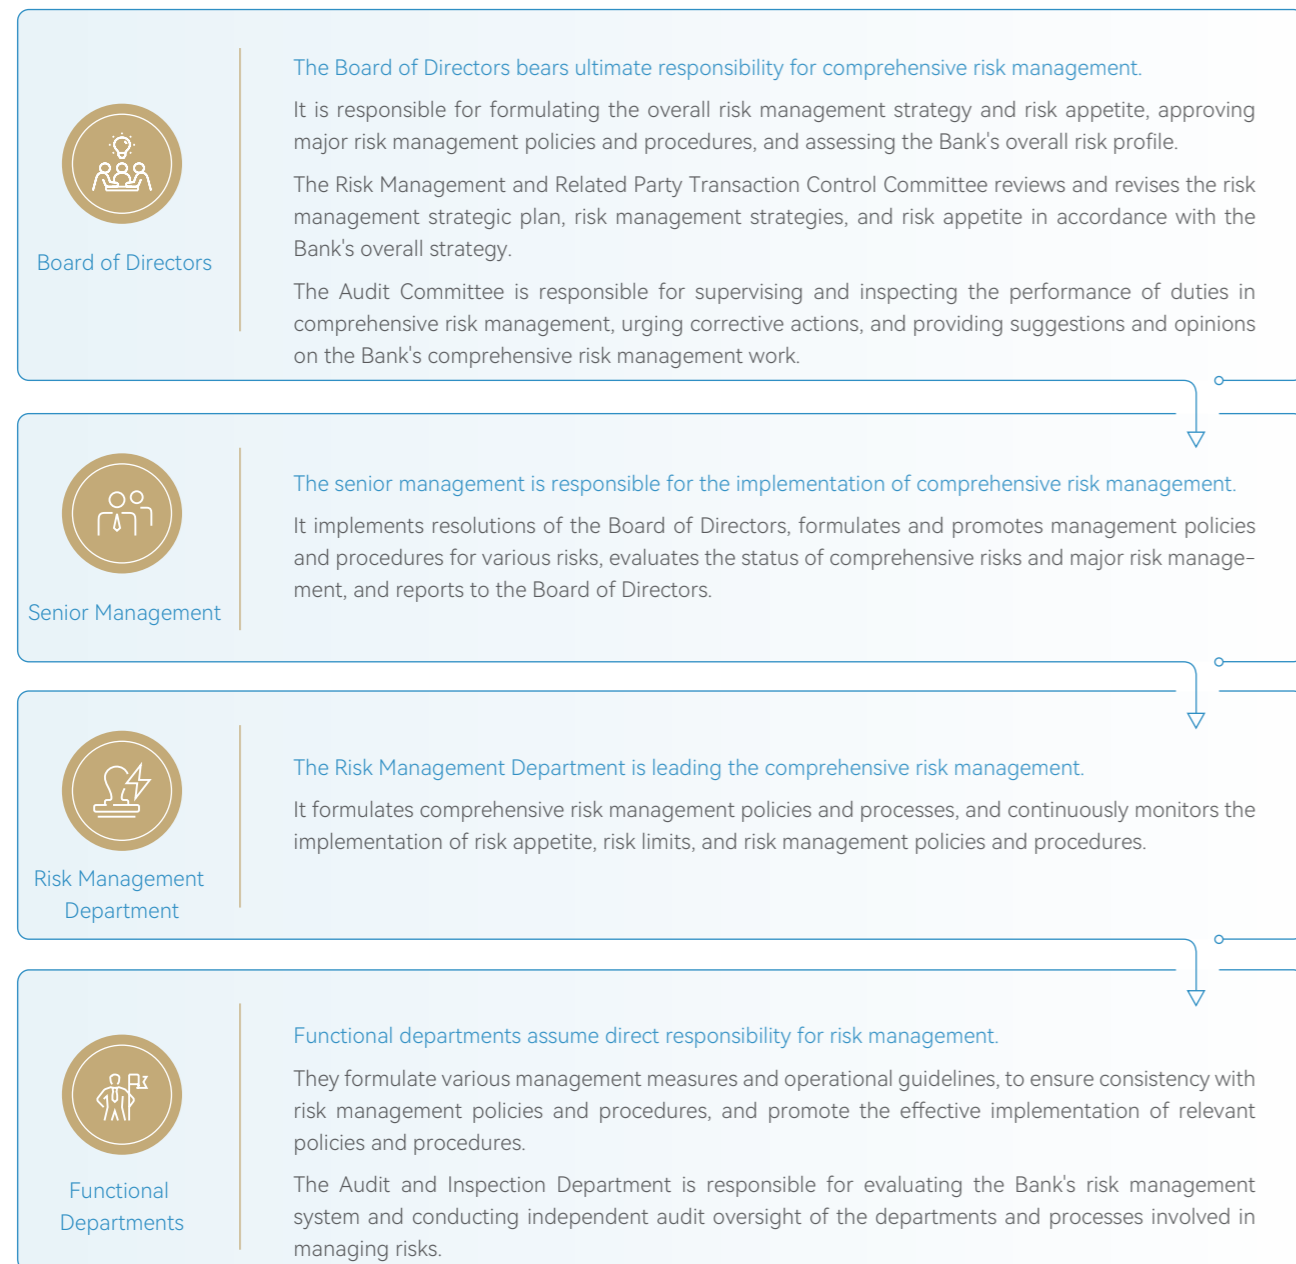 The Board of Directors bears ultimate responsibility for comprehensive risk management.
It is responsible for formulating the overall risk management strategy and risk appetite, approving
major risk management policies and procedures, and assessing the Bank's overall risk profile.
The Risk Management and Related Party Transaction Control Committee reviews and revises the risk
management strategic plan, risk management strategies, and risk appetite in accordance with the
Bank's overall strategy.
The Audit Committee is responsible for supervising and inspecting the performance of duties in
comprehensive risk management, urging corrective actions, and providing suggestions and opinions
on the Bank's comprehensive risk management work.
Board of Directors
The senior management is responsible for the implementation of comprehensive risk management.
It implements resolutions of the Board of Directors, formulates and promotes management policies
and procedures for various risks, evaluates the status of comprehensive risks and major risk manage-
ment, and reports to the Board of Directors.
Senior Management
The Risk Management Department is leading the comprehensive risk management.
It formulates comprehensive risk management policies and processes, and continuously monitors the
implementation of risk appetite, risk limits, and risk management policies and procedures.
Risk Management
Department
Functional departments assume direct responsibility for risk management.
They formulate various management measures and operational guidelines, to ensure consistency with
risk management policies and procedures, and promote the effective implementation of relevant
policies and procedures.
The Audit and Inspection Department is responsible for evaluating the Bank's risk management
system and conducting independent audit oversight of the departments and processes involved in
managing risks.
Functional
Departments